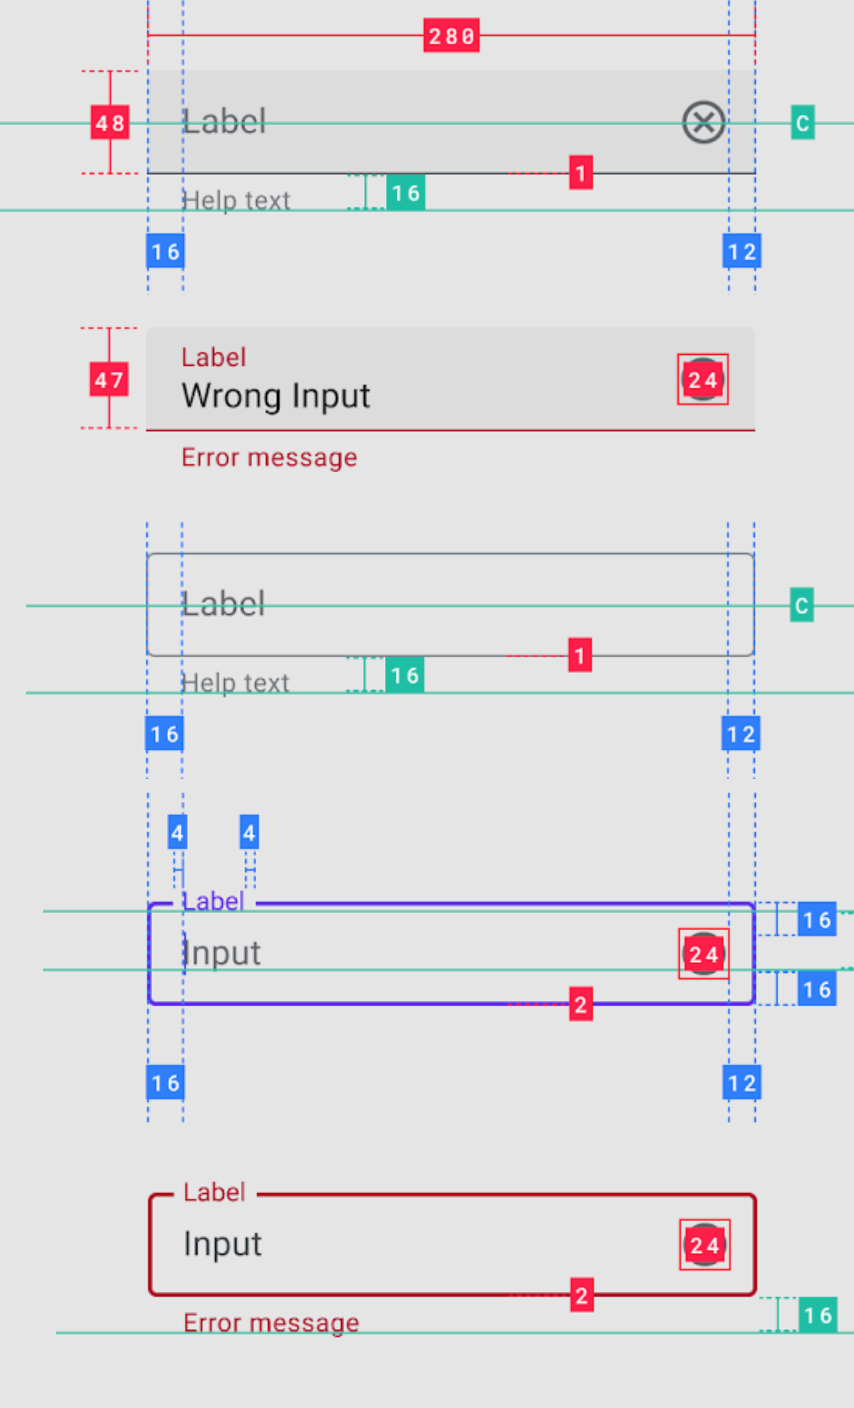 280
48
Label
C
1
Help text
16
16
12
Label
47
Wrong Input
24
Error message
Label
C
1
Help text
16
16
12
4
4
Label
16
Input
24
16
2
16
12
Label
Input
24
2
Error message
16